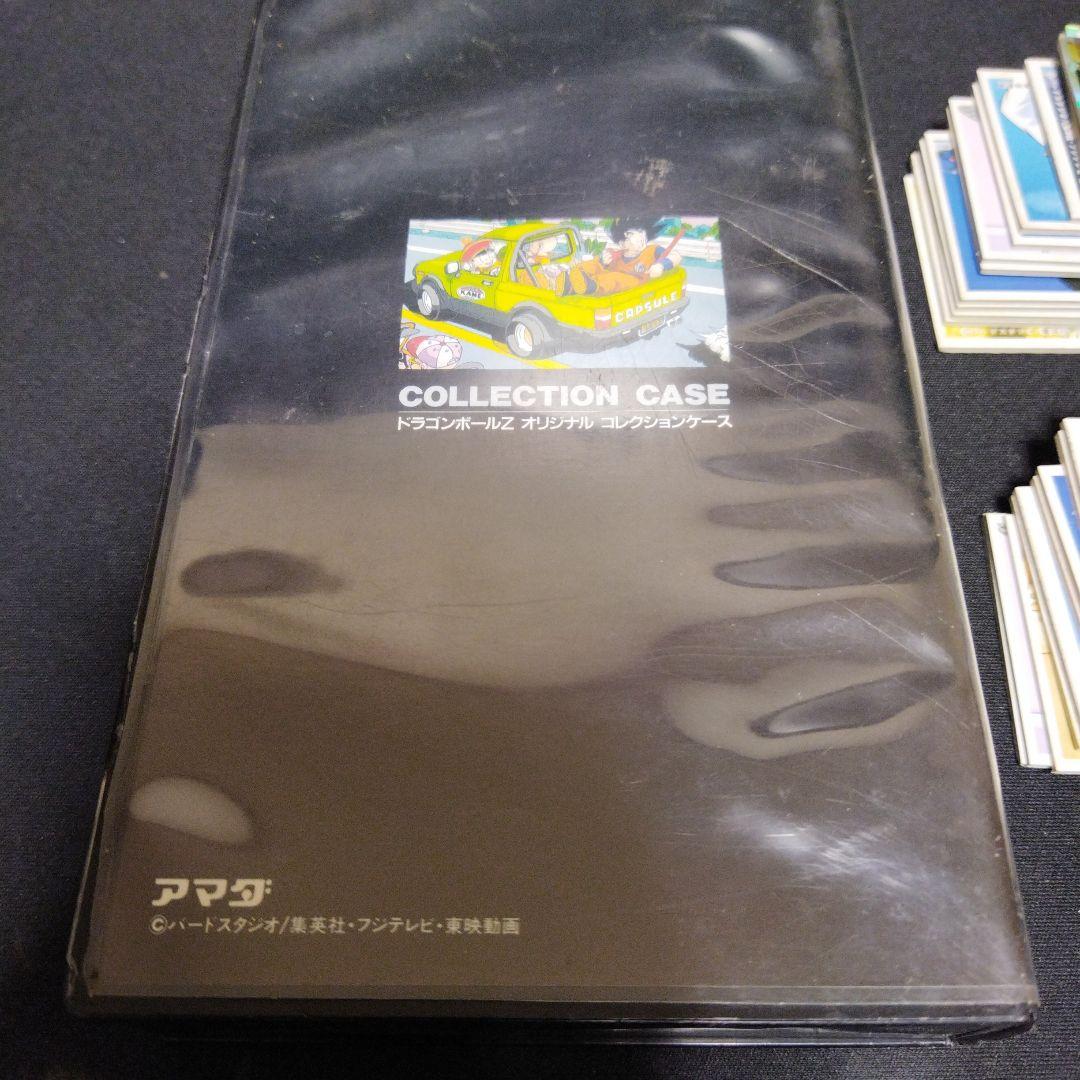 KAME
CAPSULE
COLLECTION CASE
ドラゴンボールZ オリジナル コレクションケース
アマダ
©バードスタジオ/集英社・フジテレビ・東映動画